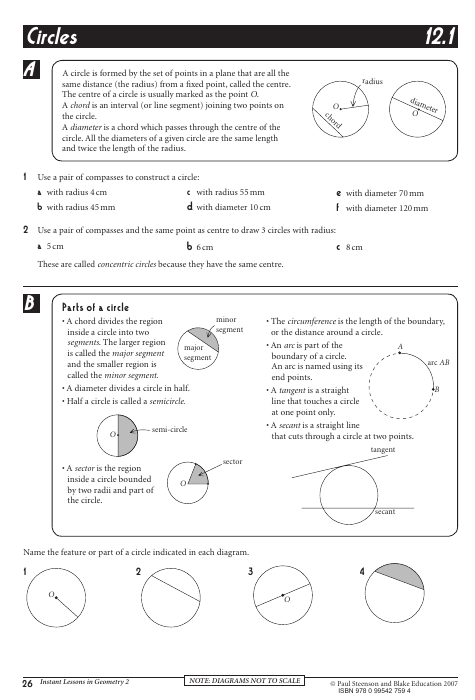 Circles 12.1
A
A circle is formed by the set of points in a plane that are all the
same distance (the radius) from a fixed point, called the centre.
The centre of a circle is usually marked as the point O.
A chord is an interval (or line segment) joining two points on
the circle.
A diameter is a chord which passes through the centre of the
circle. All the diameters of a given circle are the same length
and twice the length of the radius.
radius
O
chord
diameter
O
1 Use a pair of compasses to construct a circle:
a with radius 4 cm c with radius 55 mm e with diameter 70 mm
b with radius 45 mm d with diameter 10 cm f with diameter 120 mm
2 Use a pair of compasses and the same point as centre to draw 3 circles with radius:
a 5 cm b 6 cm c 8 cm
These are called concentric circles because they have the same centre.
B
Parts of a circle
• A chord divides the region
inside a circle into two
segments. The larger region
is called the major segment
and the smaller region is
called the minor segment.
minor
segment
major
segment
• A diameter divides a circle in half.
• Half a circle is called a semicircle.
O
semi-circle
• A sector is the region
inside a circle bounded
by two radii and part of
the circle.
sector
O
• The circumference is the length of the boundary,
or the distance around a circle.
• An arc is part of the
boundary of a circle.
An arc is named using its
end points.
• A tangent is a straight
line that touches a circle
at one point only.
• A secant is a straight line
that cuts through a circle at two points.
A
arc AB
B
tangent
secant
Name the feature or part of a circle indicated in each diagram.
1 2 3 4
O
O
26 Instant Lessons in Geometry 2 NOTE: DIAGRAMS NOT TO SCALE © Paul Steenson and Blake Education 2007
ISBN 978 0 99542 759 4